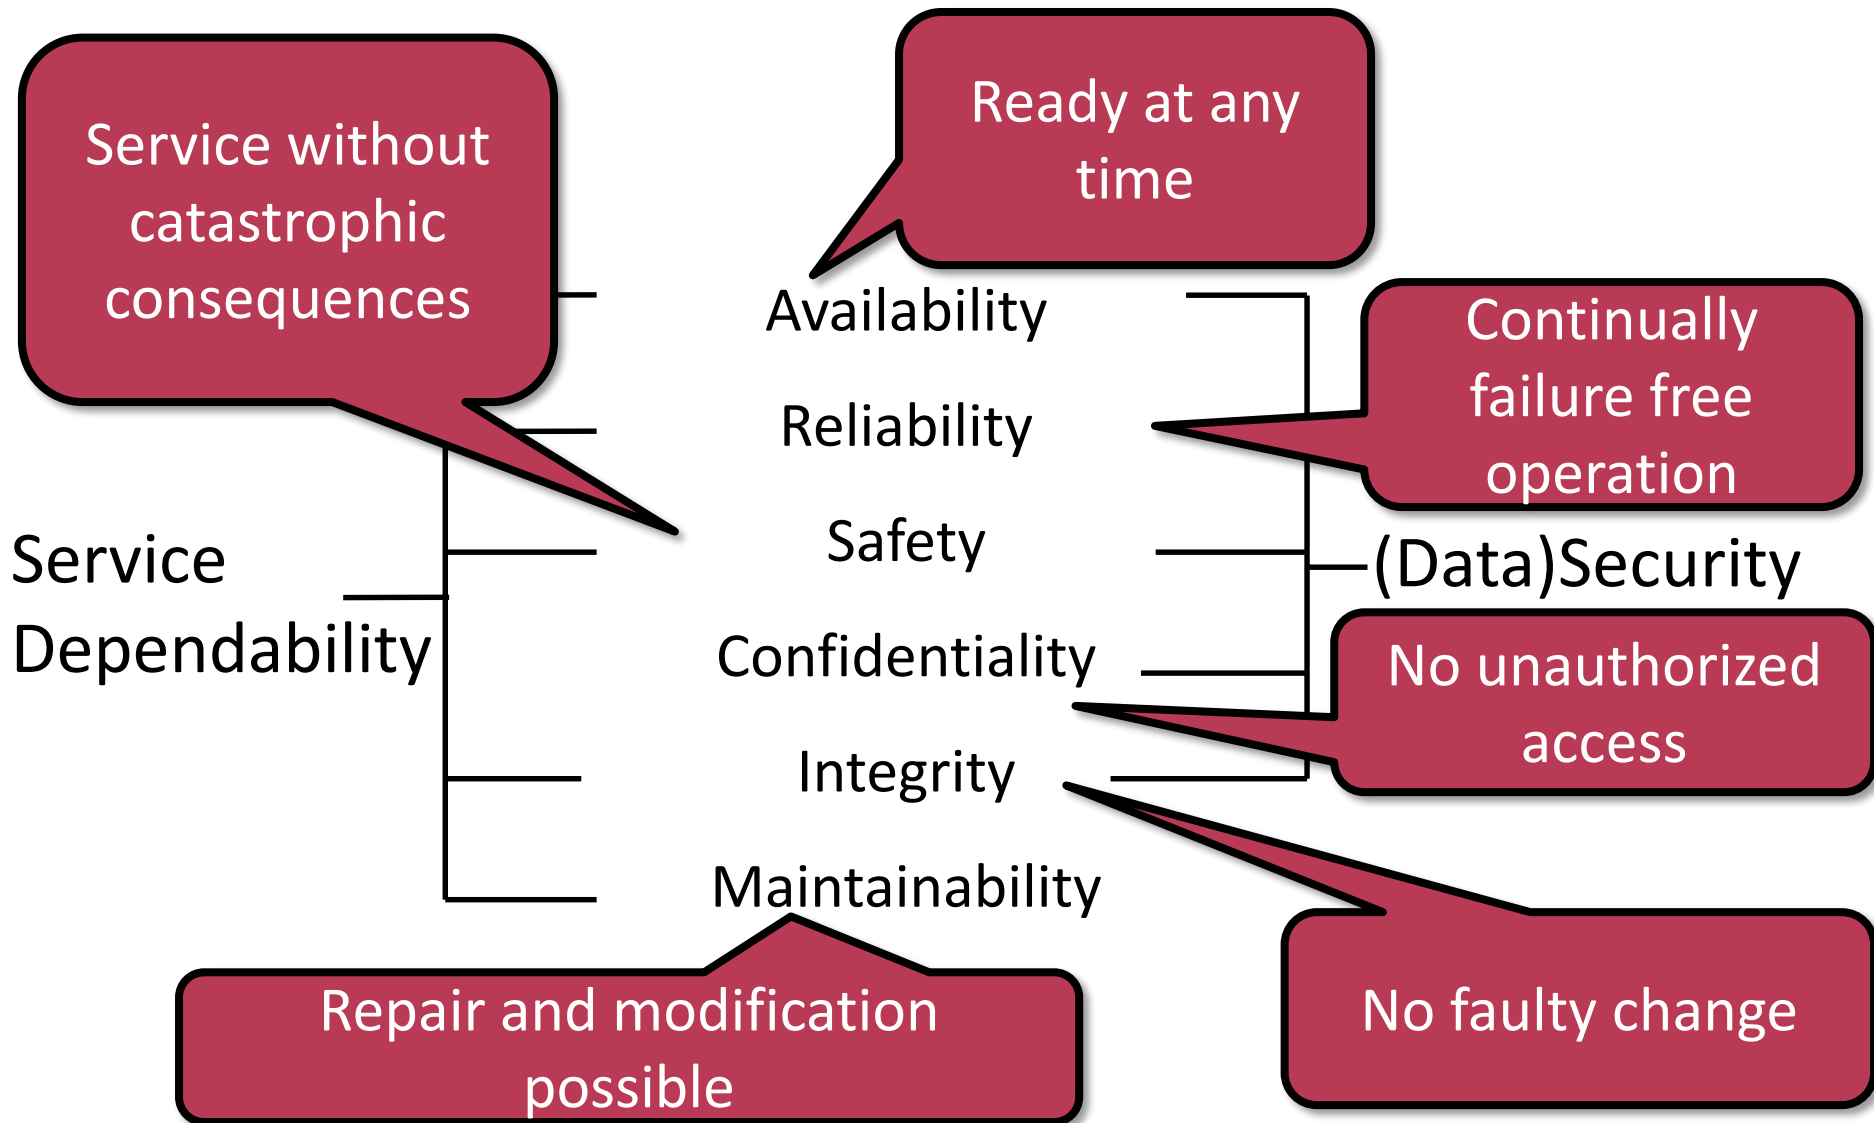 Service without
catastrophic
consequences
Ready at any
time
Availability
Continually
failure free
operation
Reliability
Safety
Service
Dependability
(Data)Security
Confidentiality
No unauthorized
access
Integrity
Maintainability
Repair and modification
possible
No faulty change